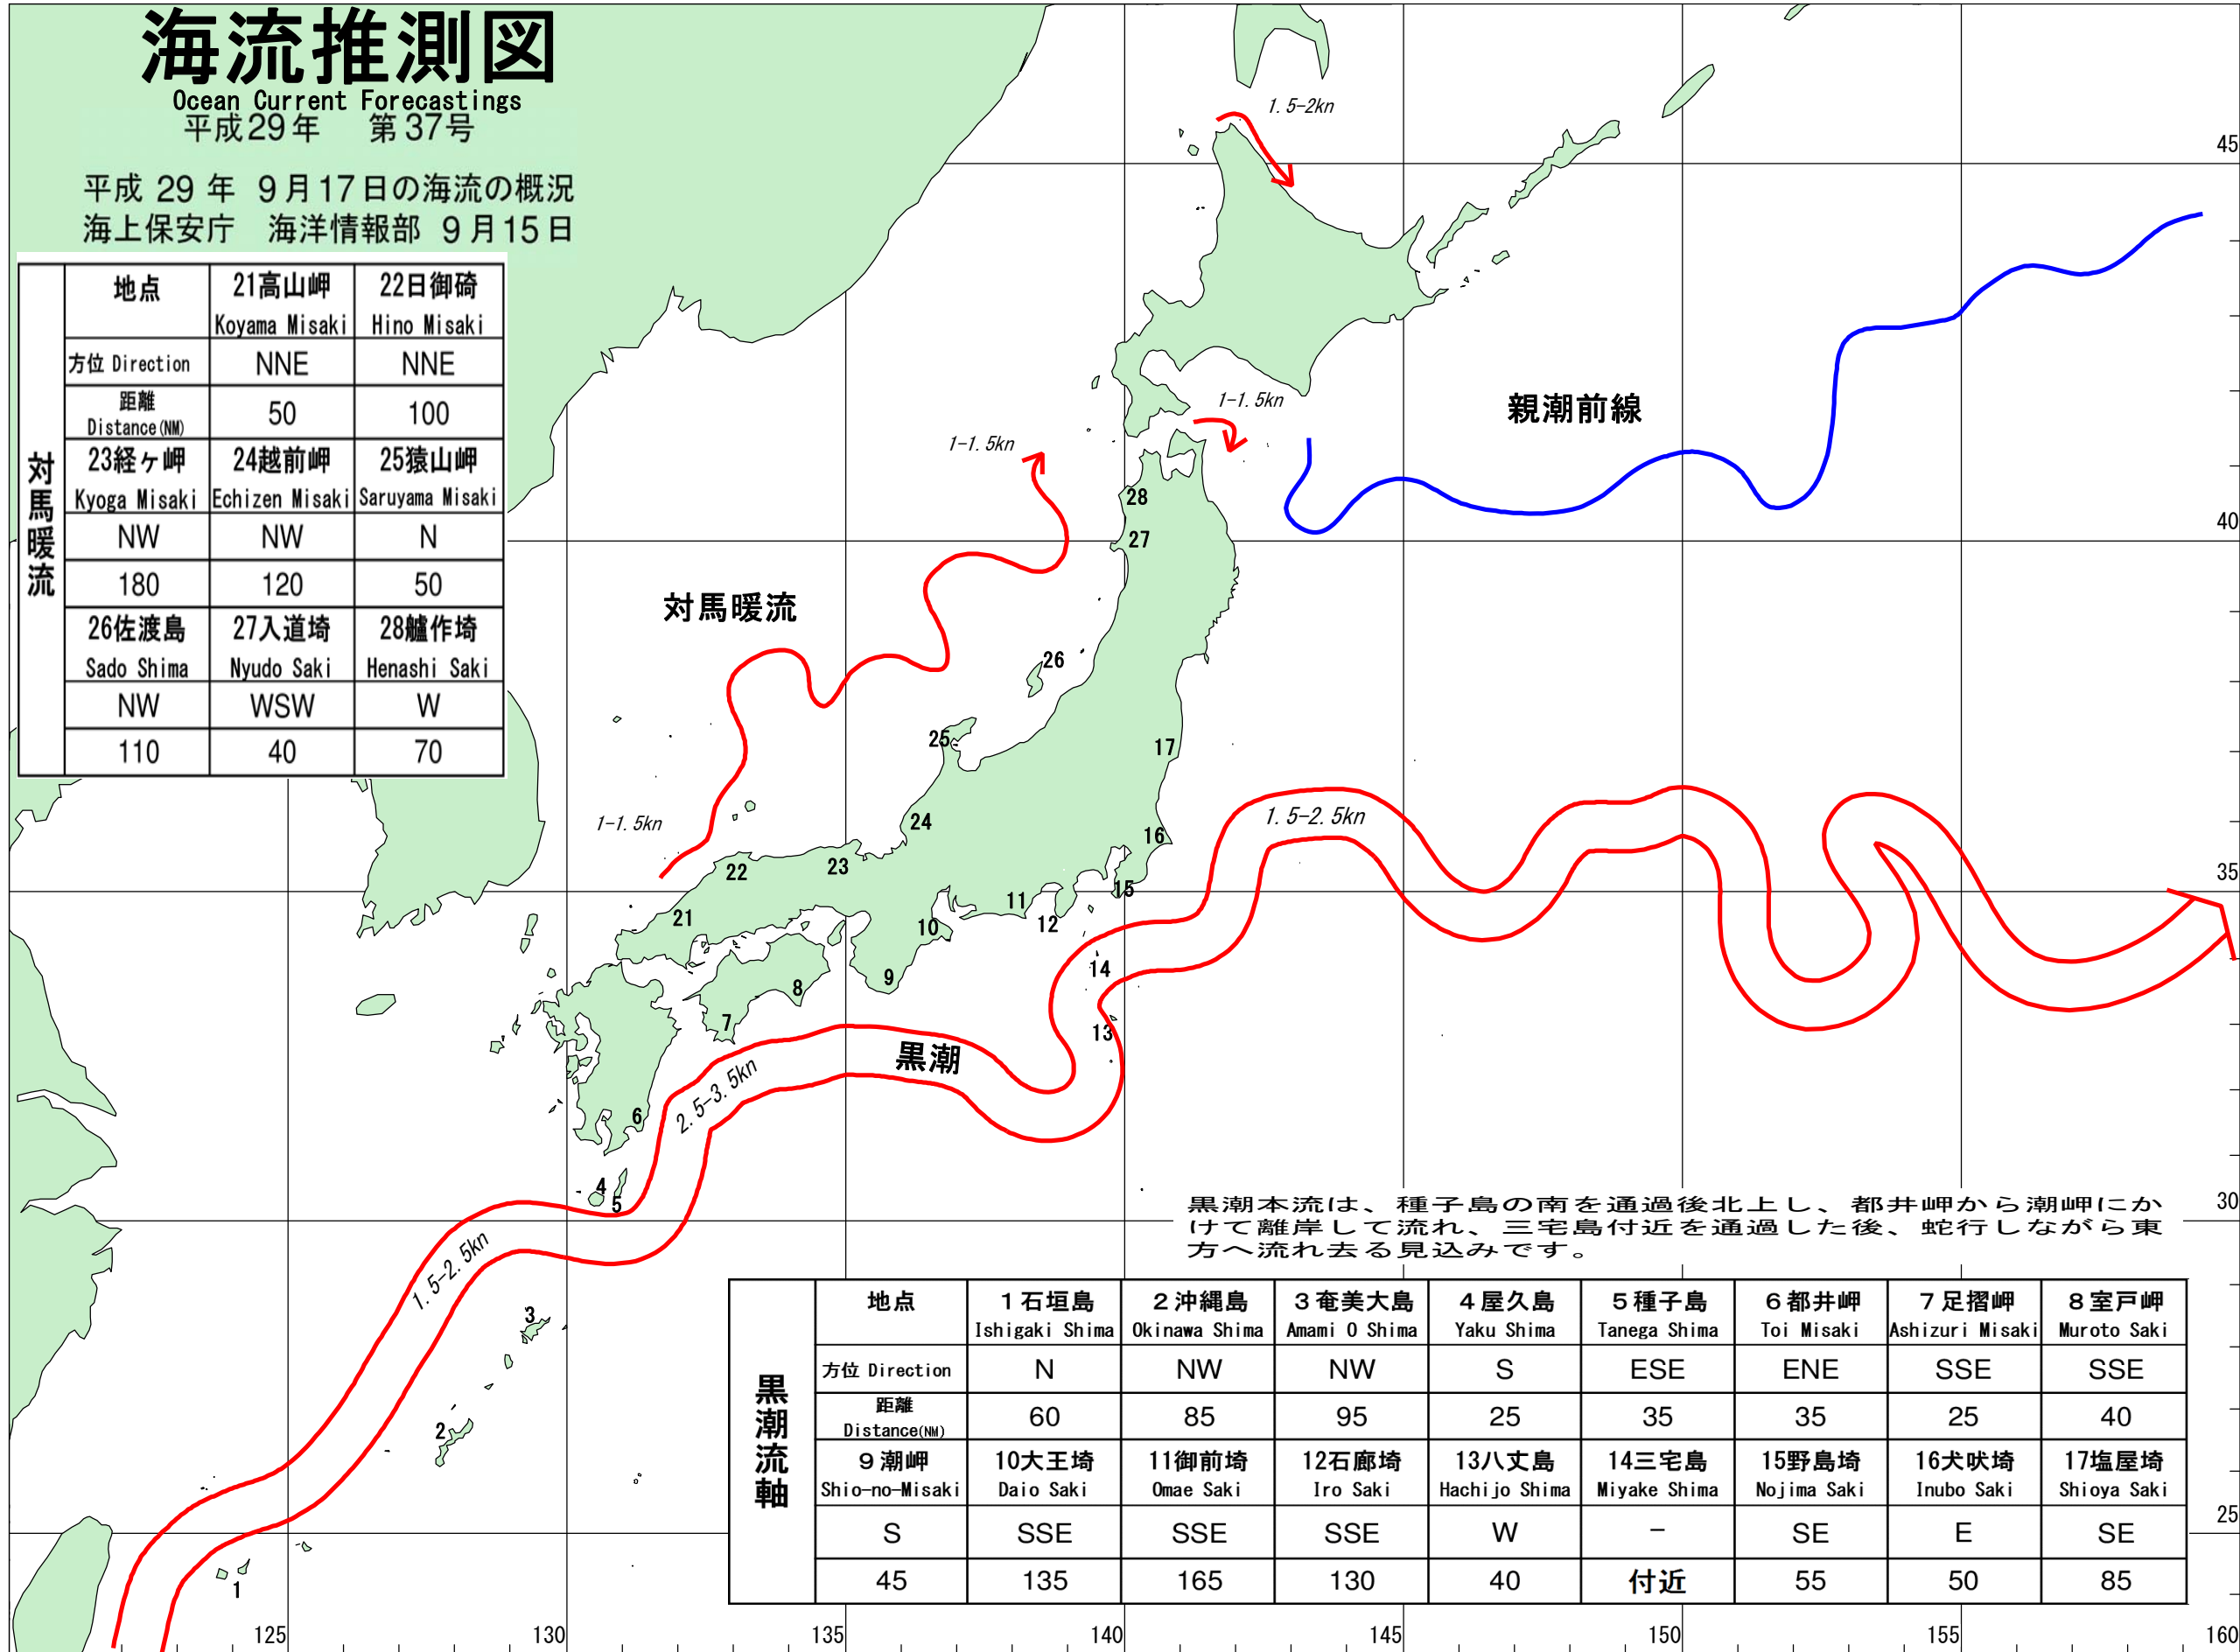 海流推測図
Ocean Current Forecastings
平成29年 第37号
平成 29 年 9月17日の海流の概況
海上保安庁 海洋情報部 9月15日
対馬暖流
地点 21高山岬 22日御碕
Koyama Misaki Hino Misaki
方位 Direction NNE NNE
距離
Distance(NM) 50 100
23経ヶ岬 24越前岬 25猿山岬
Kyoga Misaki Echizen Misaki Saruyama Misaki
NW NW N
180 120 50
26佐渡島 27入道埼 28艫作埼
Sado Shima Nyudo Saki Henashi Saki
NW WSW W
110 40 70
1.5-2kn
45
1-1.5kn
親潮前線
1-1.5kn
28
40
27
対馬暖流
26
25
17
1-1.5kn
24
1.5-2.5kn
16
22
23
35
15
11
21
10
12
14
9
8
7
13
黒潮
2.5-3.5kn
6
4
5
30
黒潮本流は、種子島の南を通過後北上し、都井岬から潮岬にか
けて離岸して流れ、三宅島付近を通過した後、蛇行しながら東
方へ流れ去る見込みです。
1.5-2.5kn
3
2
1
黒潮流軸
地点 1石垣島 2沖縄島 3奄美大島 4屋久島 5種子島 6都井岬 7足摺岬 8室戸岬
Ishigaki Shima Okinawa Shima Amami O Shima Yaku Shima Tanega Shima Toi Misaki Ashizuri Misaki Muroto Saki
方位 Direction N NW NW S ESE ENE SSE SSE
距離
Distance(NM) 60 85 95 25 35 35 25 40
9潮岬 10大王埼 11御前埼 12石廊埼 13八丈島 14三宅島 15野島埼 16犬吠埼 17塩屋埼
Shio-no-Misaki Daio Saki Omae Saki Iro Saki Hachijo Shima Miyake Shima Nojima Saki Inubo Saki Shioya Saki
S SSE SSE SSE W − SE E SE
45 135 165 130 40 付近 55 50 85
25
125 130 135 140 145 150 155 160